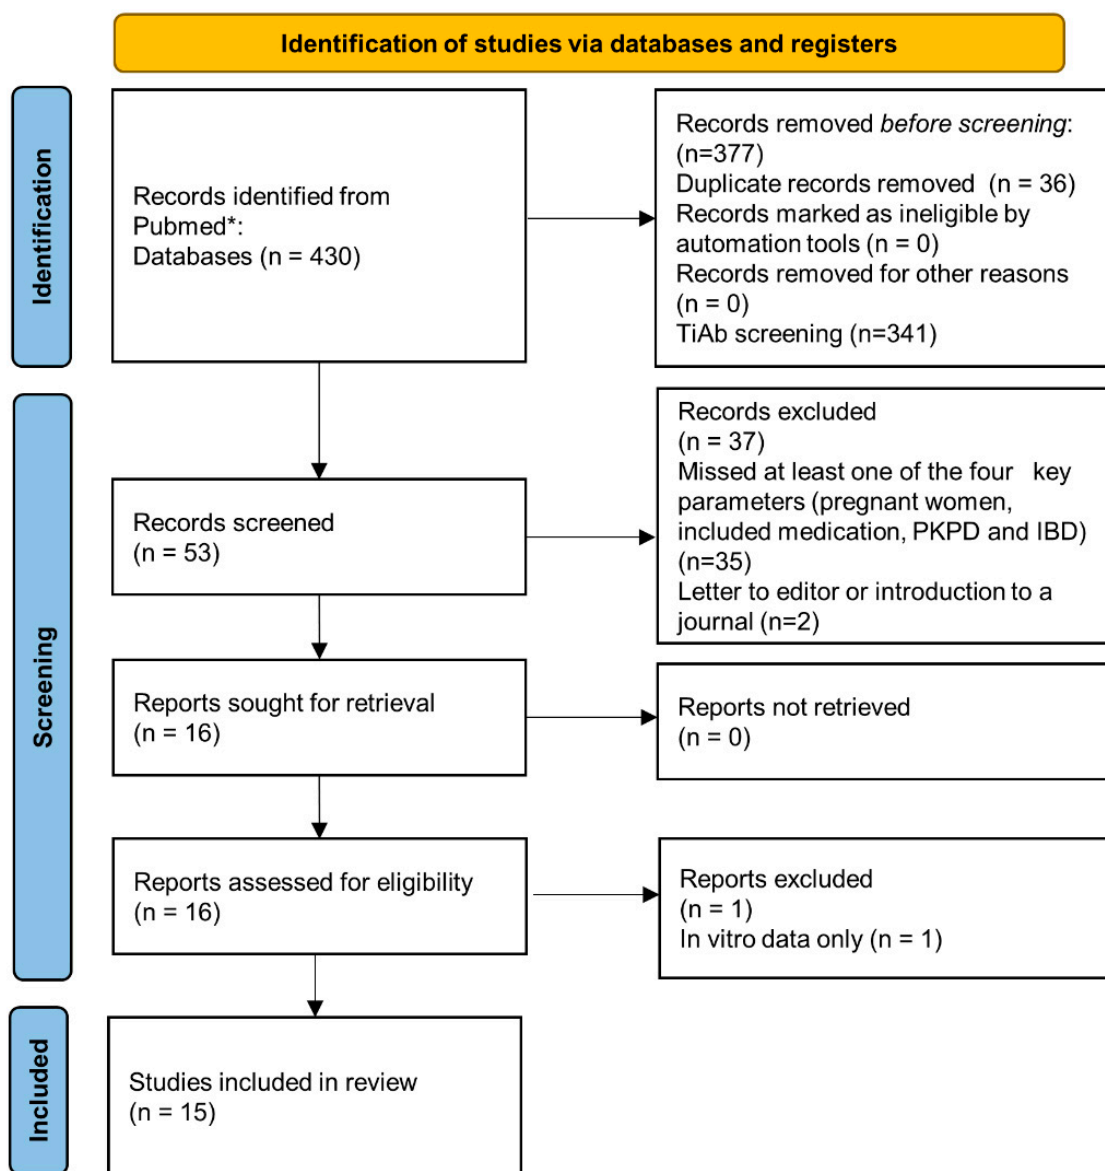 Identification of studies via databases and registers
Identification
Records identified from
Pubmed*:
Databases (n = 430)
Records removed before screening:
(n=377)
Duplicate records removed (n = 36)
Records marked as ineligible by
automation tools (n = 0)
Records removed for other reasons
(n = 0)
TiAb screening (n=341)
Screening
Records screened
(n = 53)
Records excluded
(n = 37)
Missed at least one of the four key
parameters (pregnant women,
included medication, PKPD and IBD)
(n=35)
Letter to editor or introduction to a
journal (n=2)
Reports sought for retrieval
(n = 16)
Reports not retrieved
(n = 0)
Reports assessed for eligibility
(n = 16)
Reports excluded
(n = 1)
In vitro data only (n = 1)
Included
Studies included in review
(n = 15)